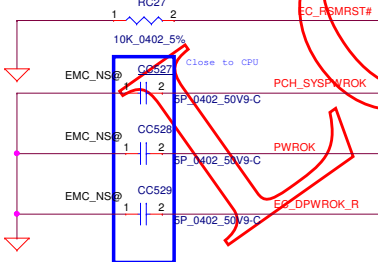 RC27
1 2
EC_RSMRST#
10K_0402_5%
Close to CPU
EMC_NS@ CC527
1 2
PCH_SYSPWROK
5P_0402_50V9-C
EMC_NS@ CC528
1 2
PWROK
5P_0402_50V9-C
EMC_NS@ CC529
1 2
EC_DPWROK_R
5P_0402_50V9-C